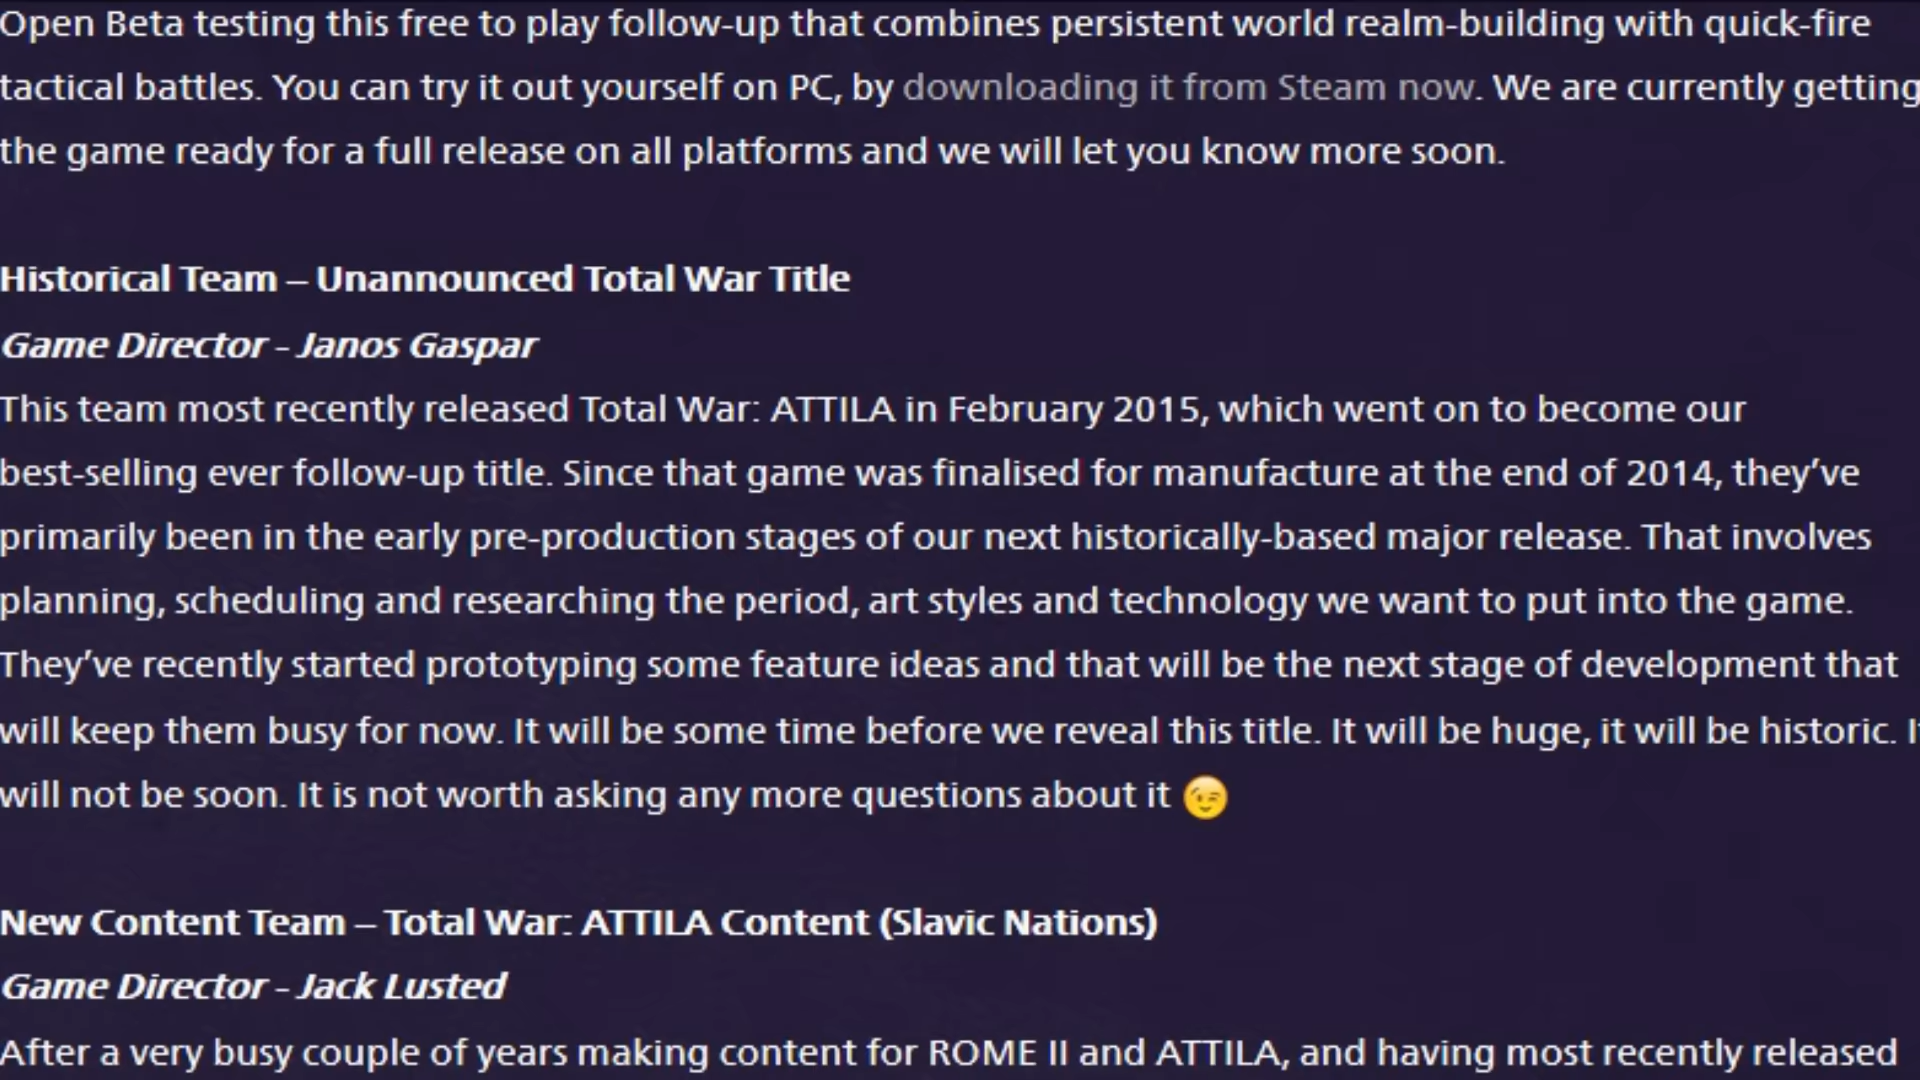 Open Beta testing this free to play follow-up that combines persistent world realm-building with quick-fire
tactical battles. You can try it out yourself on PC, by downloading it from Steam now. We are currently getting
the game ready for a full release on all platforms and we will let you know more soon.
Historical Team – Unannounced Total War Title
Game Director - Janos Gaspar
This team most recently released Total War: ATTILA in February 2015, which went on to become our
best-selling ever follow-up title. Since that game was finalised for manufacture at the end of 2014, they’ve
primarily been in the early pre-production stages of our next historically-based major release. That involves
planning, scheduling and researching the period, art styles and technology we want to put into the game.
They’ve recently started prototyping some feature ideas and that will be the next stage of development that
will keep them busy for now. It will be some time before we reveal this title. It will be huge, it will be historic. It
will not be soon. It is not worth asking any more questions about it 😉
New Content Team – Total War: ATTILA Content (Slavic Nations)
Game Director - Jack Lusted
After a very busy couple of years making content for ROME II and ATTILA, and having most recently released